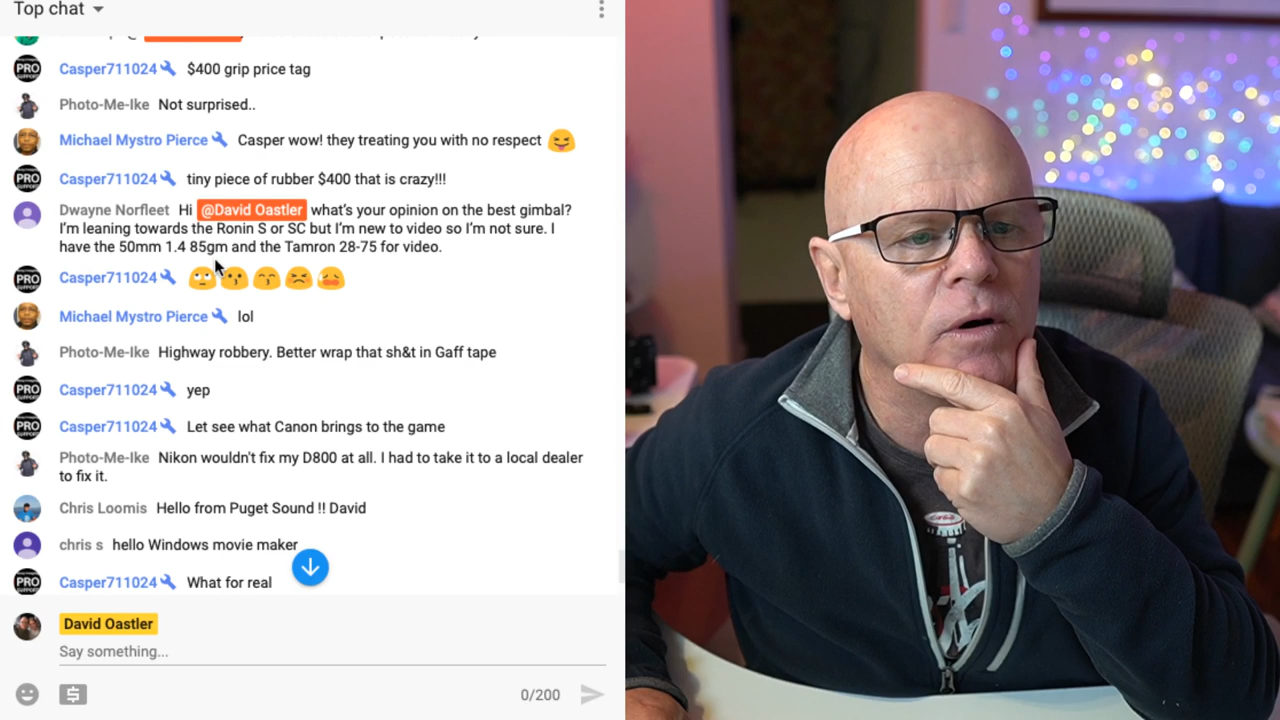 Top chat
Casper711024 $400 grip price tag
Photo-Me-Ike Not surprised..
Michael Mystro Pierce Casper wow! they treating you with no respect 😝
Casper711024 tiny piece of rubber $400 that is crazy!!!
Dwayne Norfleet Hi @David Oastler what's your opinion on the best gimbal?
I'm leaning towards the Ronin S or SC but I'm new to video so I'm not sure. I
have the 50mm 1.4 85gm and the Tamron 28-75 for video.
Casper711024 🙄😗😙😣😩
Michael Mystro Pierce lol
Photo-Me-Ike Highway robbery. Better wrap that sh&t in Gaff tape
Casper711024 yep
Casper711024 Let see what Canon brings to the game
Photo-Me-Ike Nikon wouldn't fix my D800 at all. I had to take it to a local dealer
to fix it.
Chris Loomis Hello from Puget Sound !! David
chris s hello Windows movie maker
Casper711024 What for real
David Oastler
Say something...
0/200
PRO
PRO
PRO
PRO
PRO
PRO